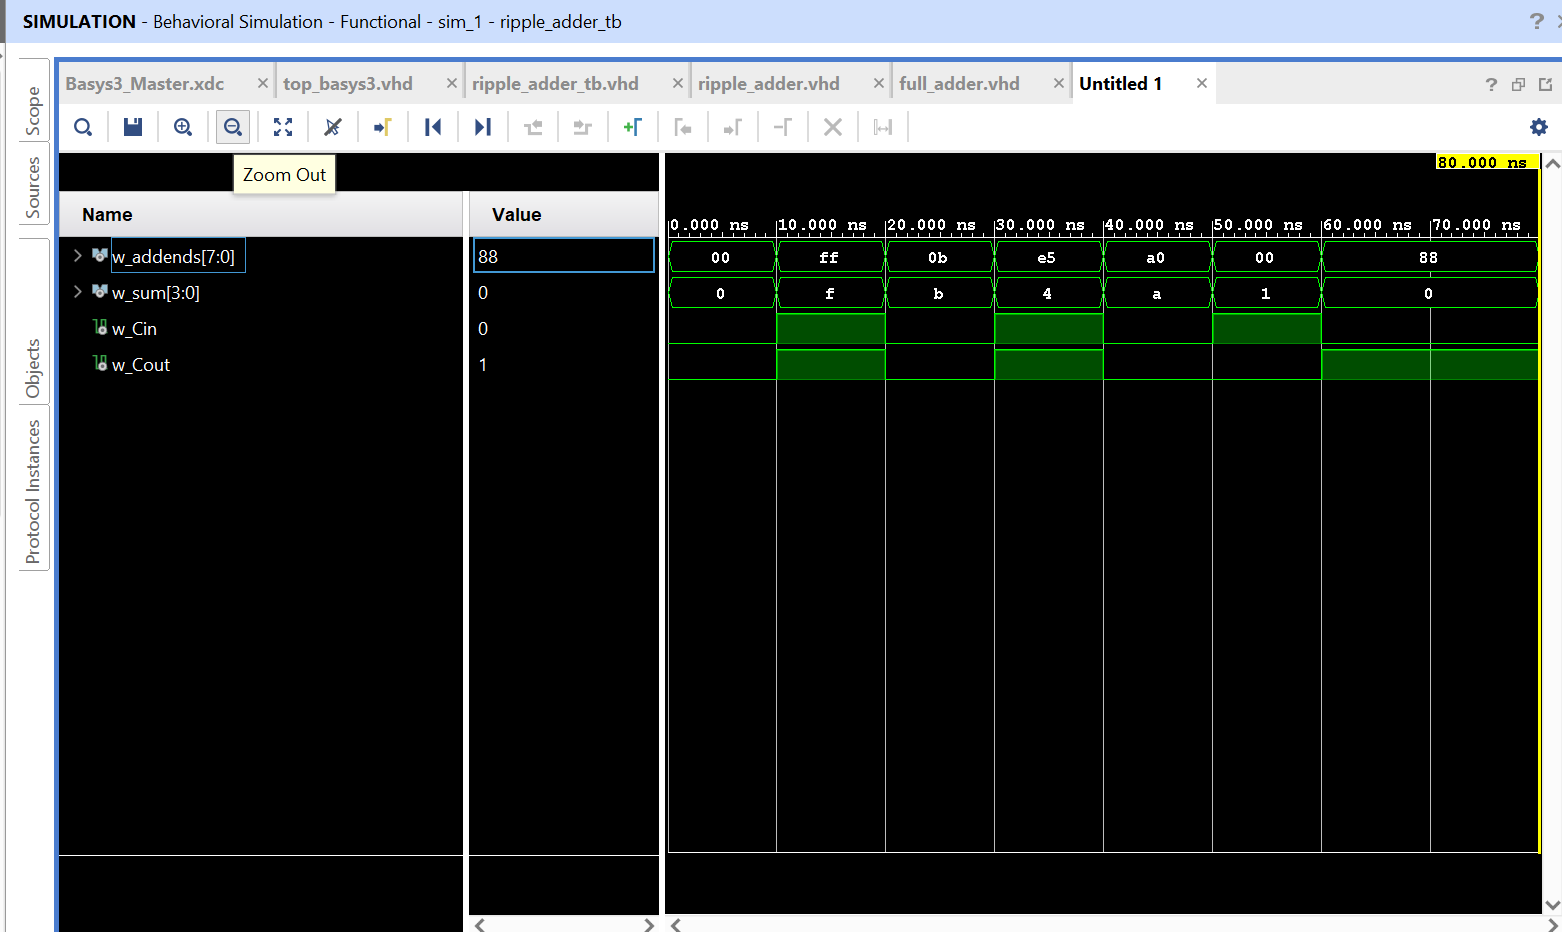 SIMULATION - Behavioral Simulation - Functional - sim_1 - ripple_adder_tb
?
Scope
Sources
Objects
Protocol Instances
Basys3_Master.xdc × top_basys3.vhd × ripple_adder_tb.vhd × ripple_adder.vhd × full_adder.vhd × Untitled 1 × ?
Zoom Out
80.000 ns
Name Value
0.000 ns 10.000 ns 20.000 ns 30.000 ns 40.000 ns 50.000 ns 60.000 ns 70.000 ns
w_addends[7:0] 88 00 ff 0b e5 a0 00 88
w_sum[3:0] 0 0 f b 4 a 1 0
w_Cin 0
w_Cout 1